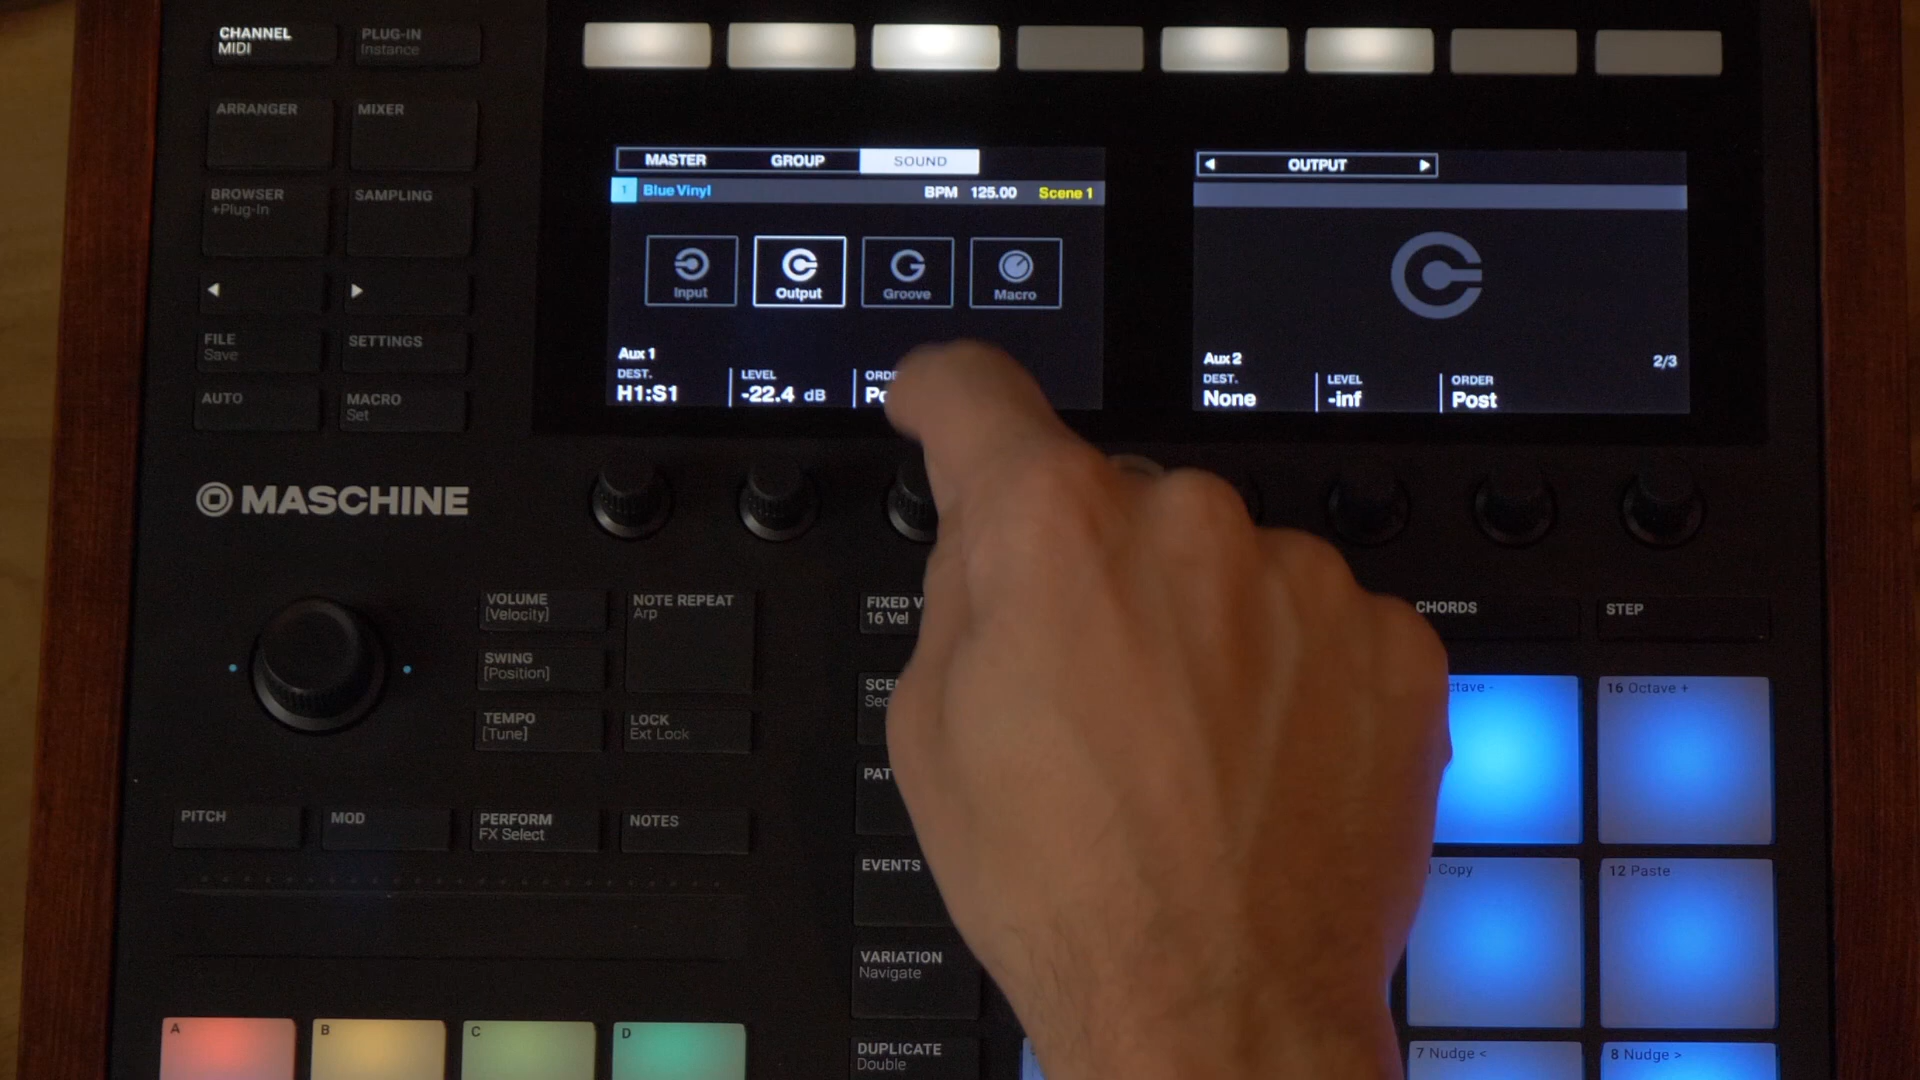 CHANNEL
MIDI
PLUG-IN
Instance
ARRANGER
MIXER
BROWSER
+Plug-In
SAMPLING
FILE
Save
SETTINGS
AUTO
MACRO
Set
MASTER
GROUP
SOUND
1
Blue Vinyl
BPM 125.00
Scene 1
Input
Output
Groove
Macro
Aux 1
DEST.
H1:S1
LEVEL
-22.4 dB
OUTPUT
Aux 2
2/3
DEST.
None
LEVEL
-inf
ORDER
Post
MASCHINE
VOLUME
[Velocity]
NOTE REPEAT
Arp
SWING
[Position]
TEMPO
[Tune]
LOCK
Ext Lock
FIXED V
16 Vel
CHORDS
STEP
PITCH
MOD
PERFORM
FX Select
NOTES
EVENTS
VARIATION
Navigate
DUPLICATE
Double
16 Octave +
Copy
12 Paste
7 Nudge <
8 Nudge >
A
B
C
D